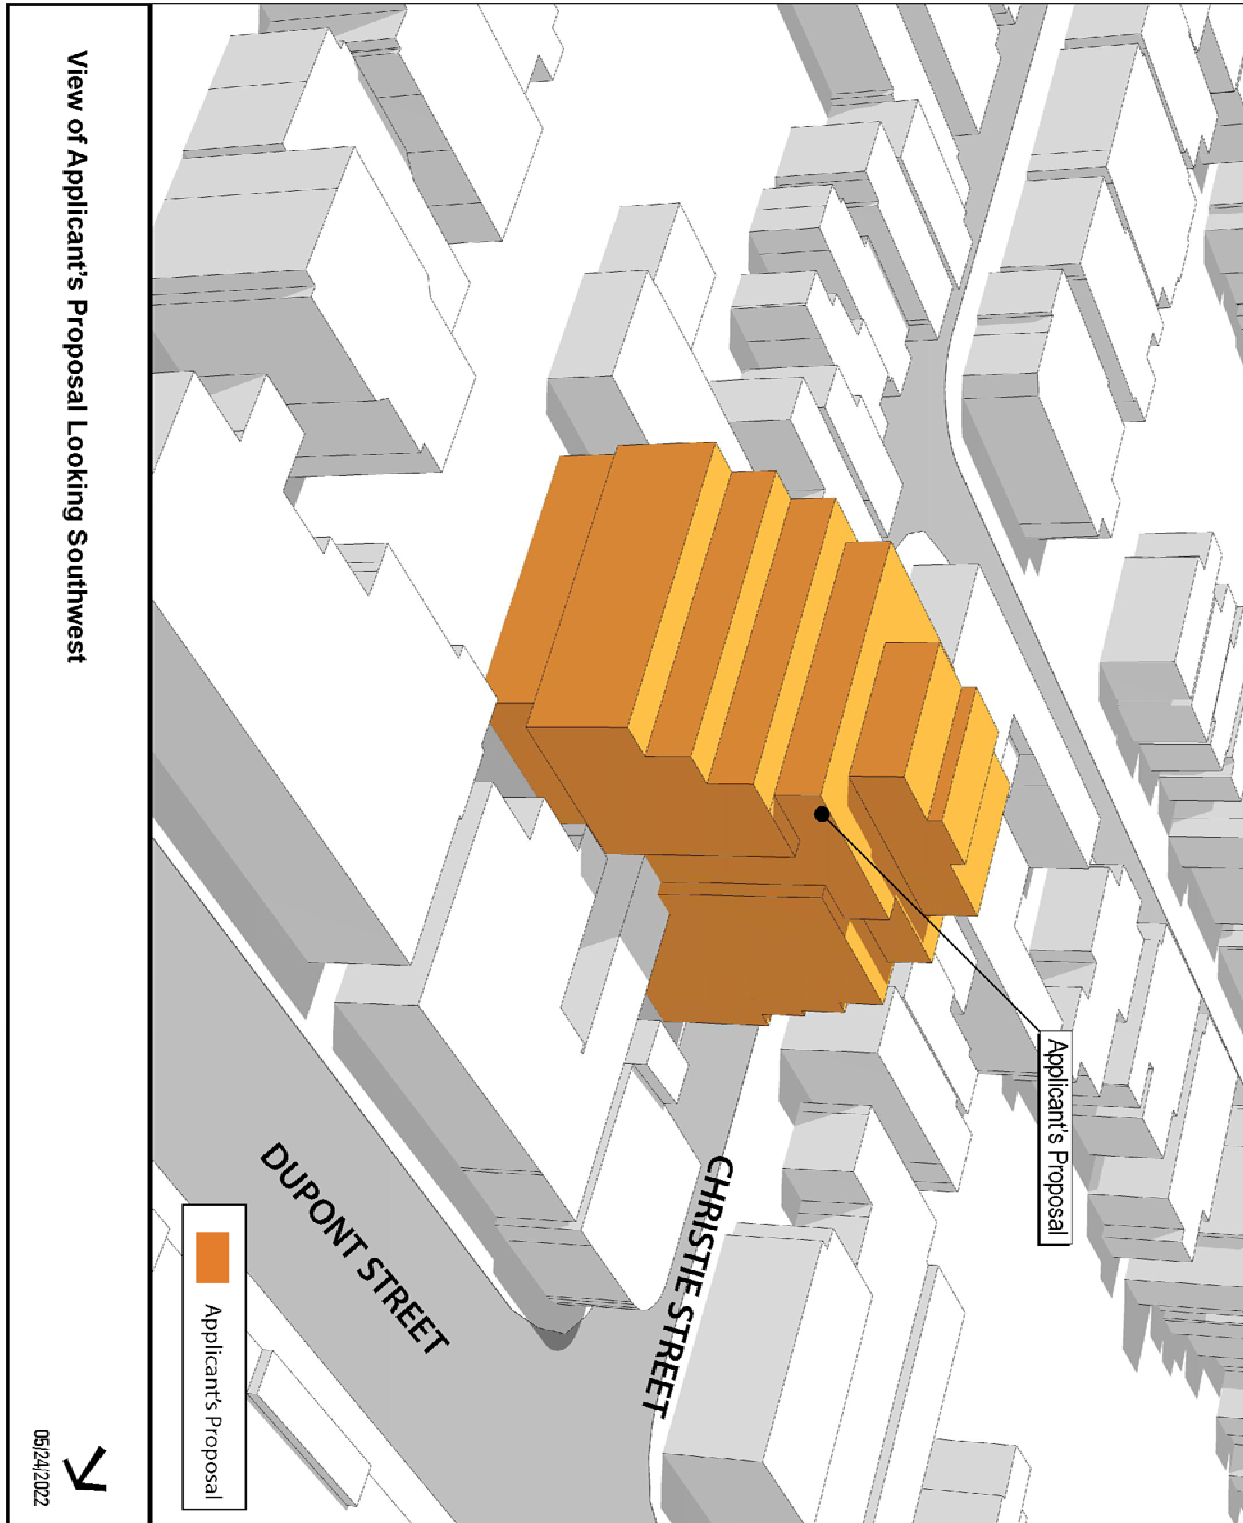 Applicant's Proposal
CHRISTIE STREET
DUPONT STREET
Applicant's Proposal
View of Applicant's Proposal Looking Southwest
05/24/2022